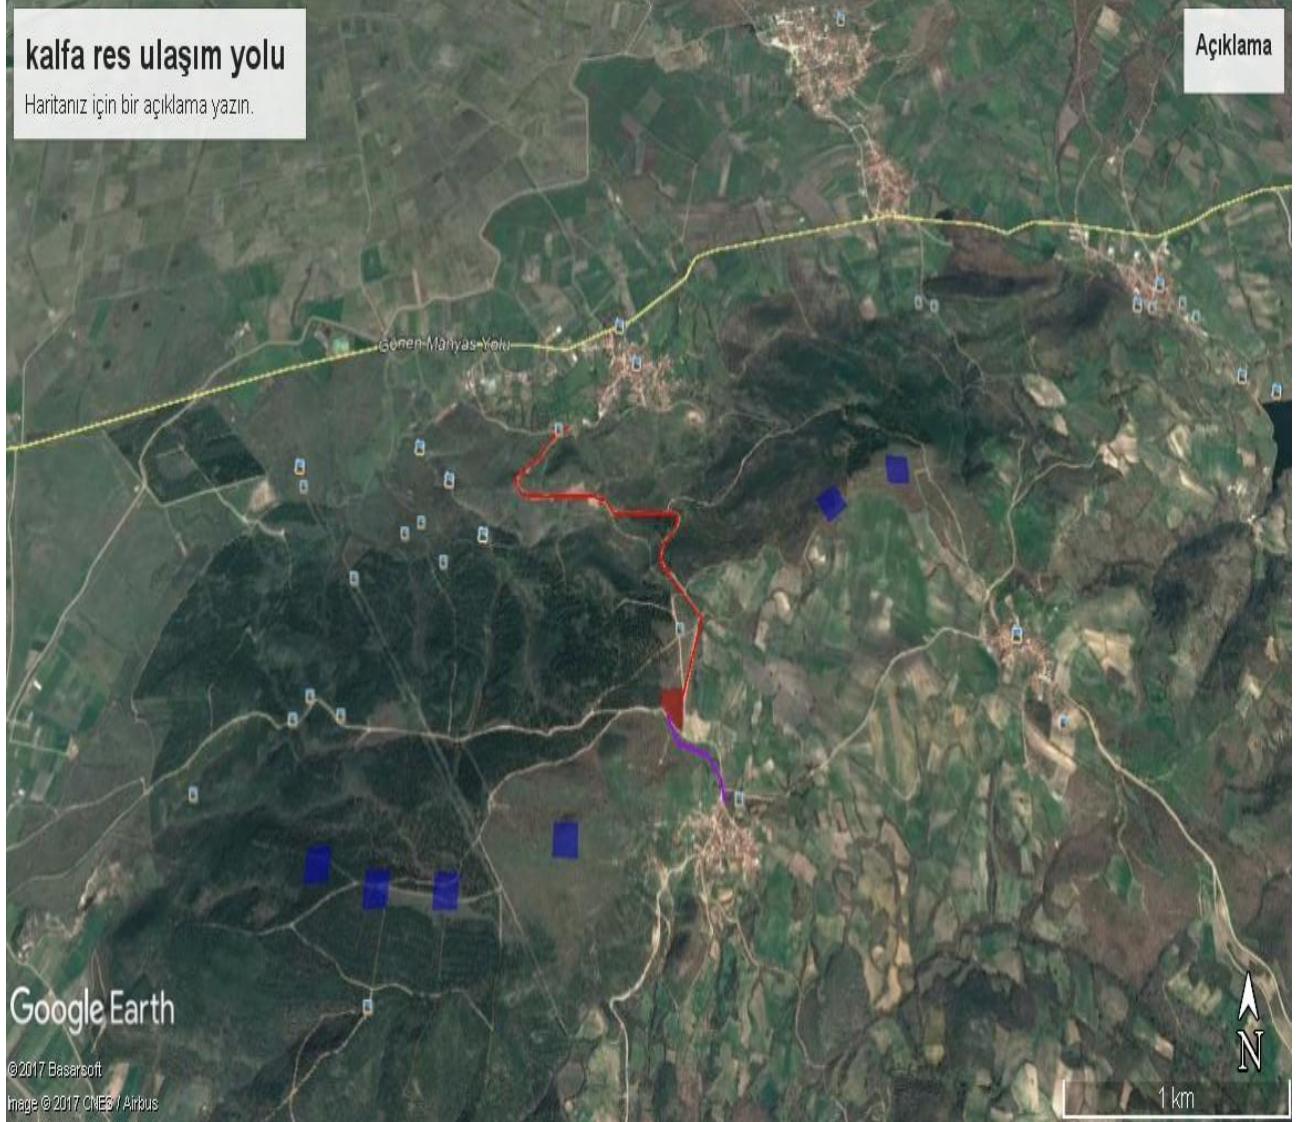 kalfa res ulaşım yolu
Haritanız için bir açıklama yazın.
Açıklama
Gönen Manyas Yolu
Google Earth
©2017 Basarsoft
Image © 2017 CNES / Airbus
N
1 km